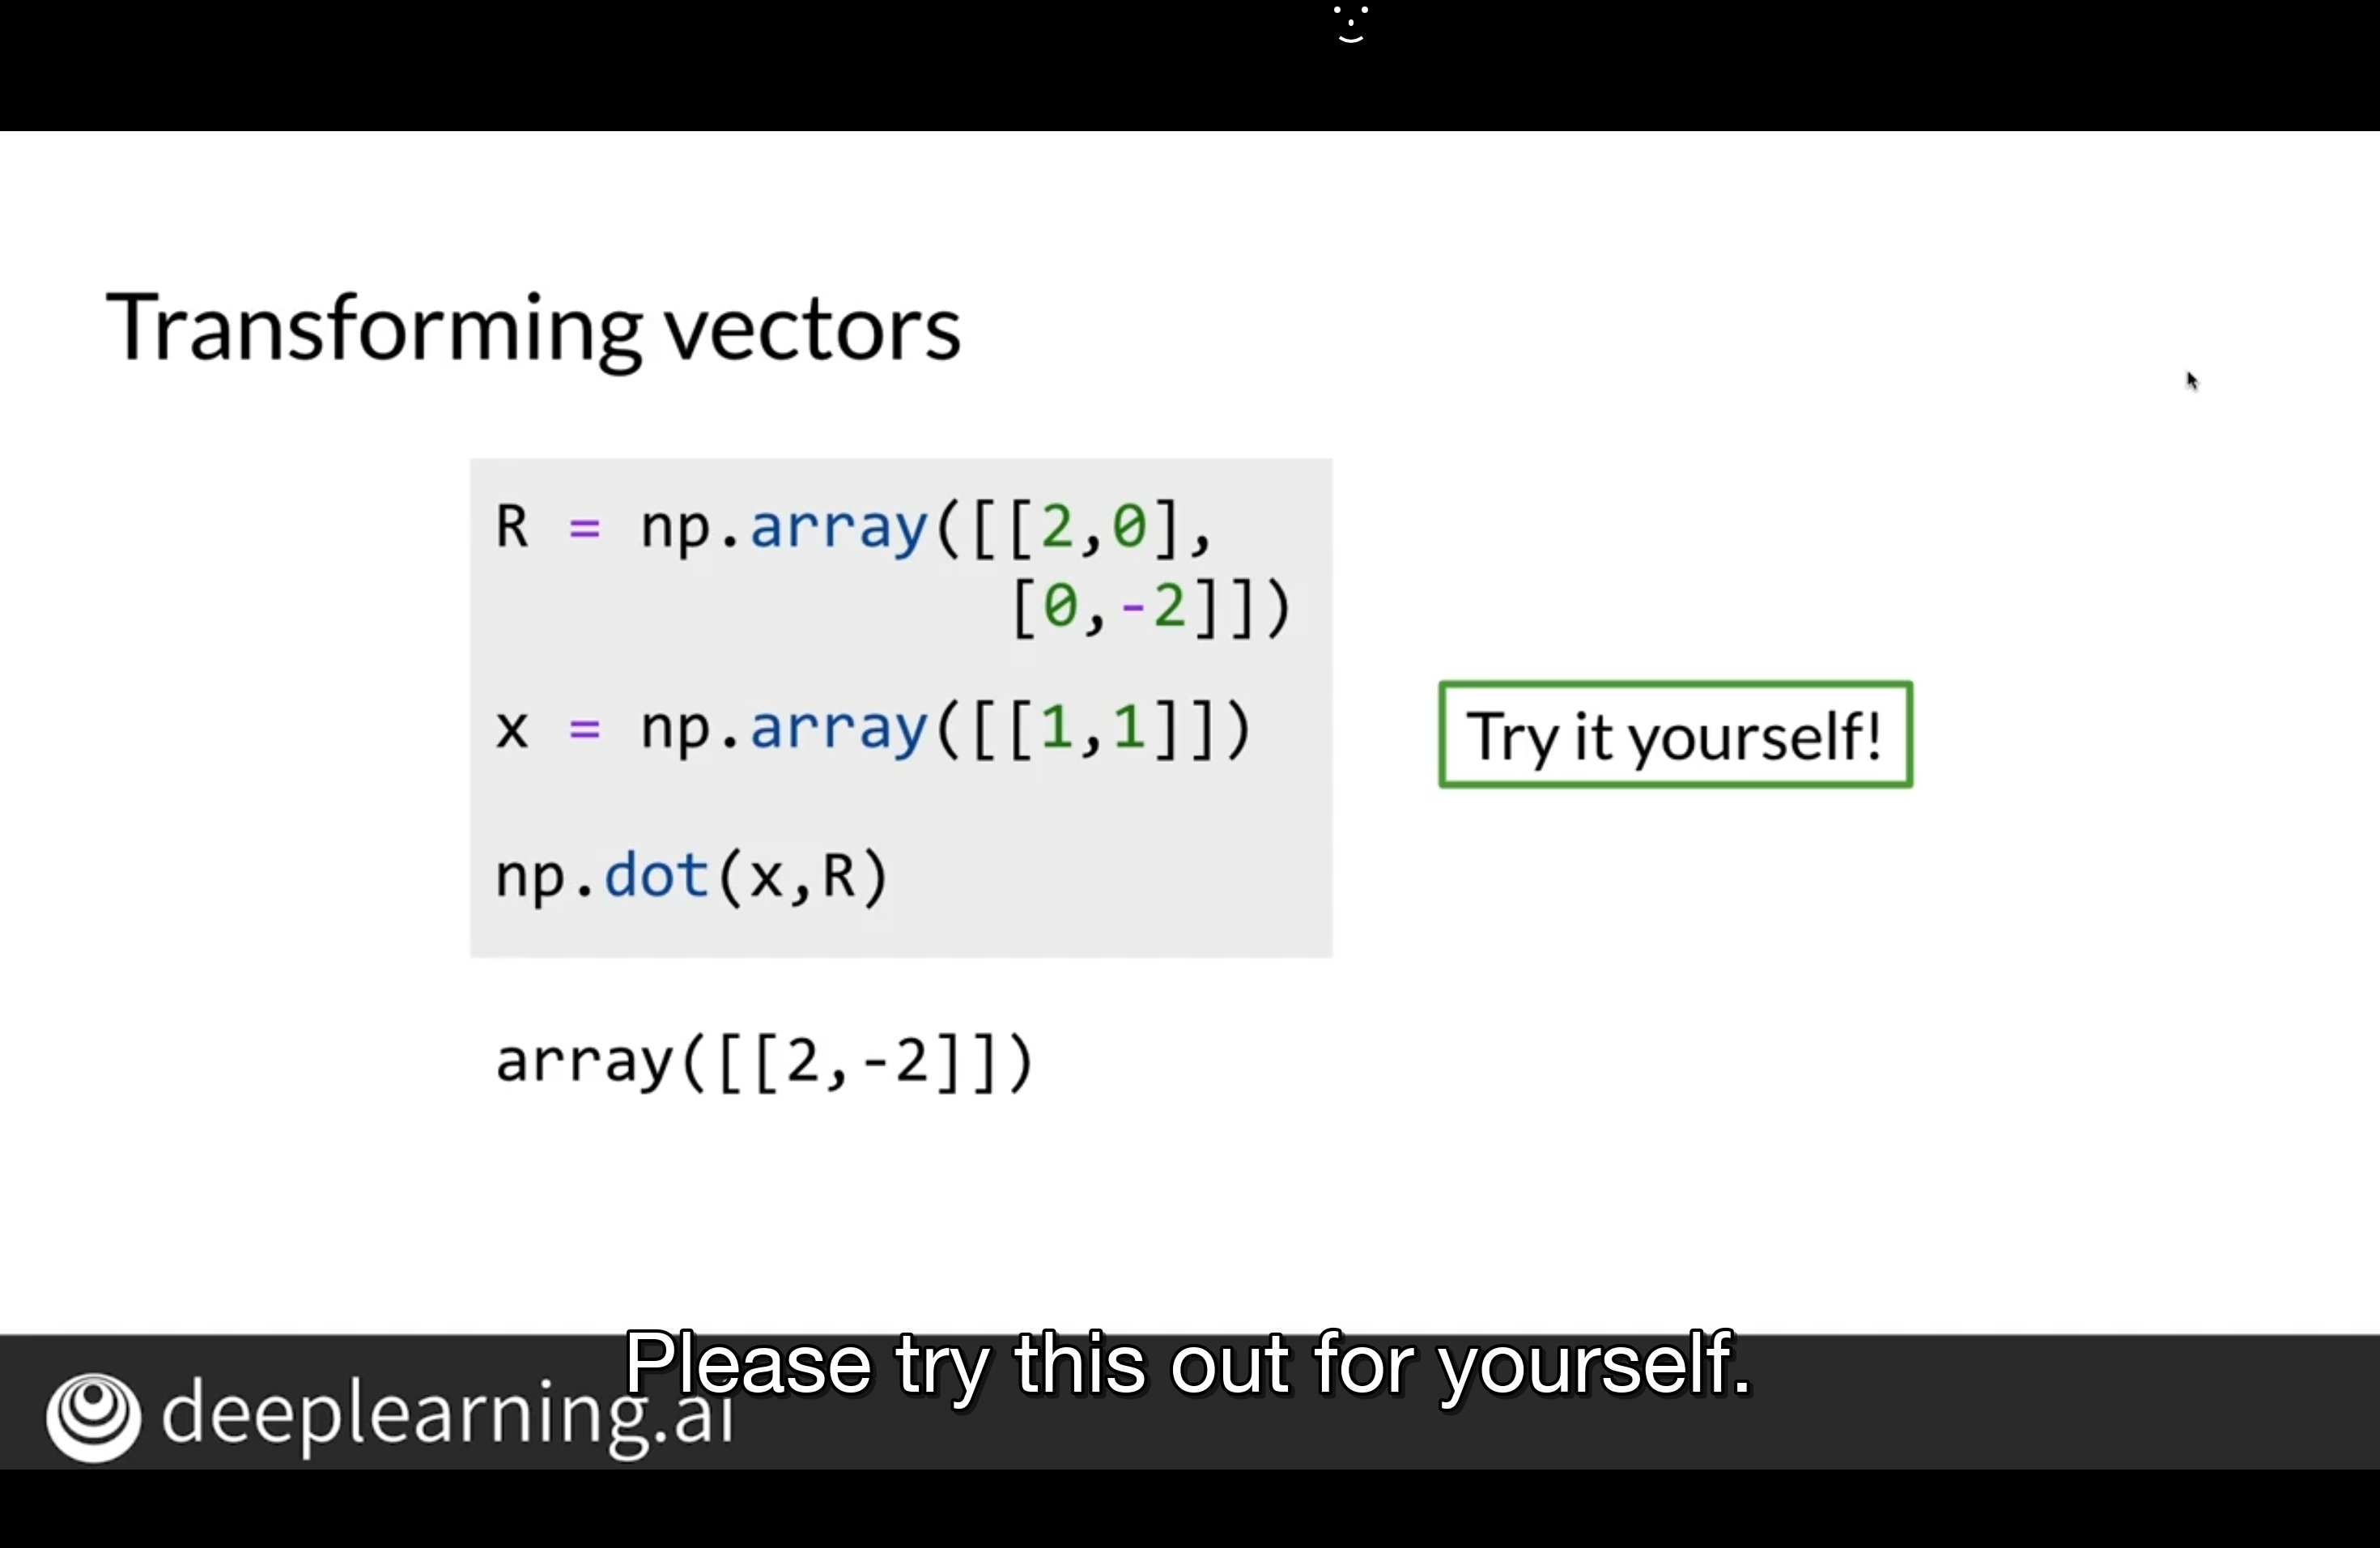 Transforming vectors
R = np.array([[2,0],
[0,-2]])
x = np.array([[1,1]])
Try it yourself!
np.dot(x,R)
array([[2,-2]])
Please try this out for yourself.
deeplearning.ai